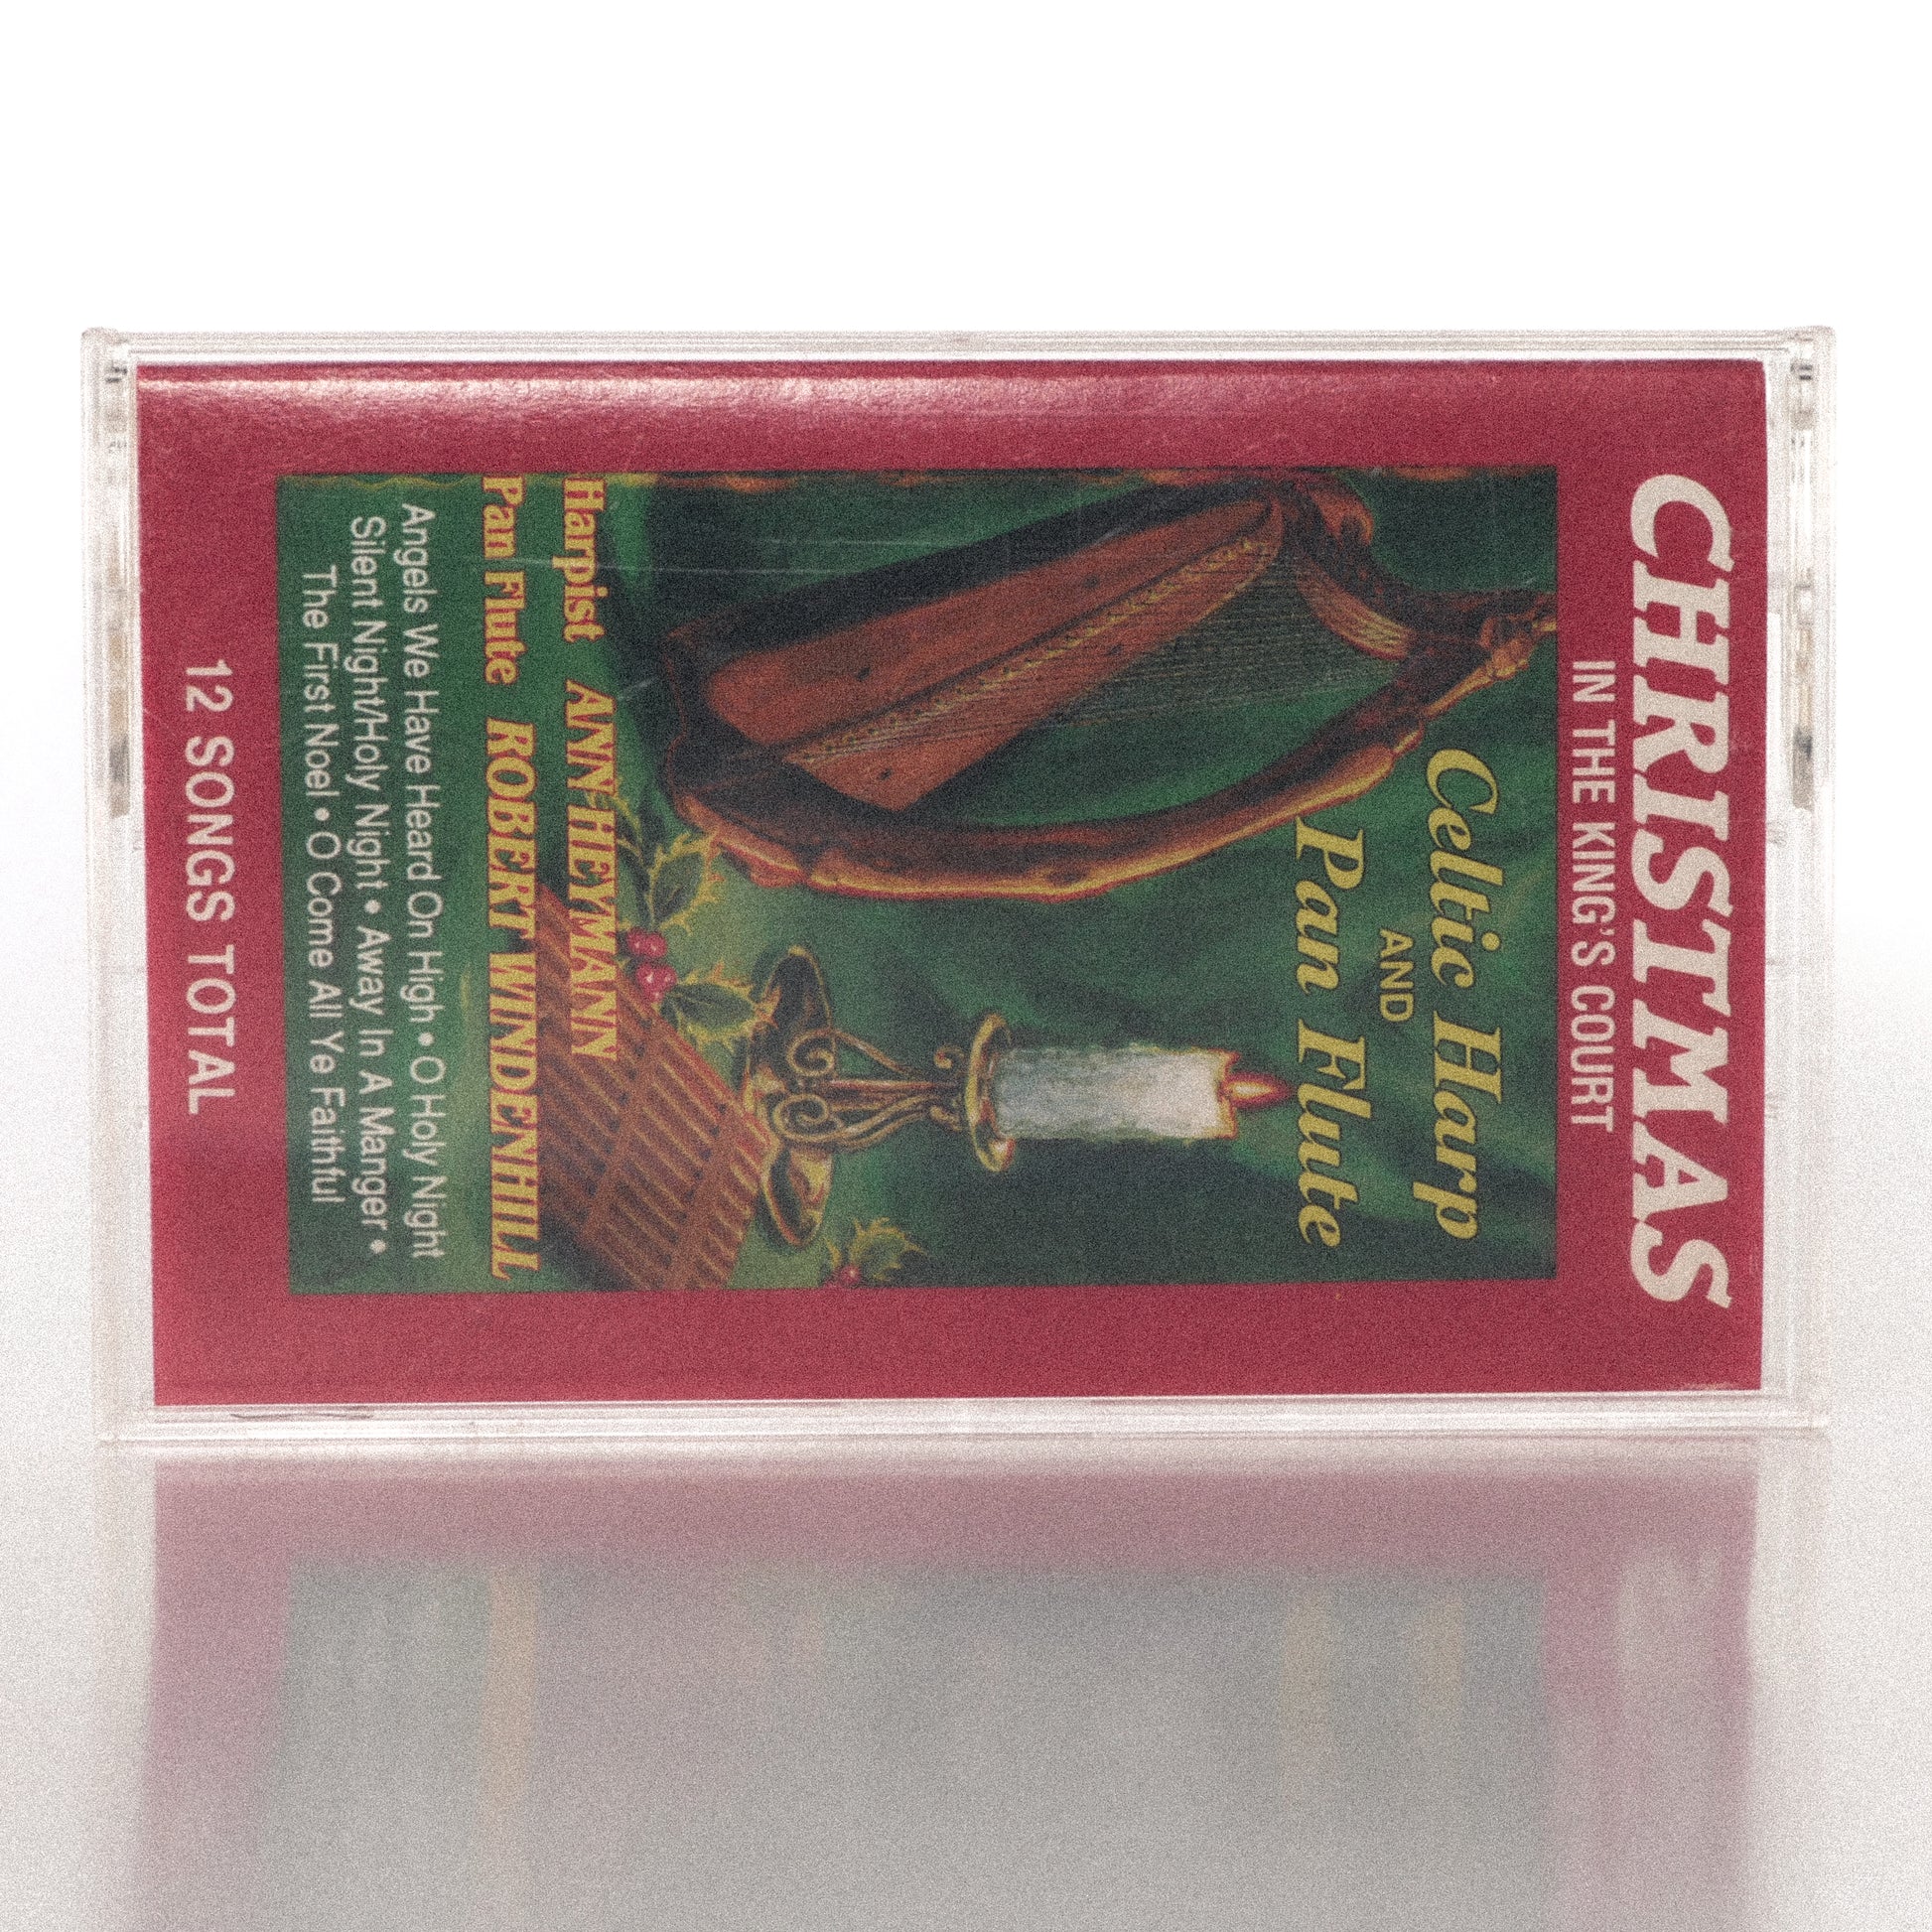 CHRISTMAS
IN THE KING'S COURT
Celtic Harp
AND
Pan Flute
Harpist ANN HEYMANN
Pan Flute ROBERT WINDENHILL
Angels We Have Heard On High • O Holy Night
Silent Night/Holy Night • Away In A Manger •
The First Noel • O Come All Ye Faithful
12 SONGS TOTAL